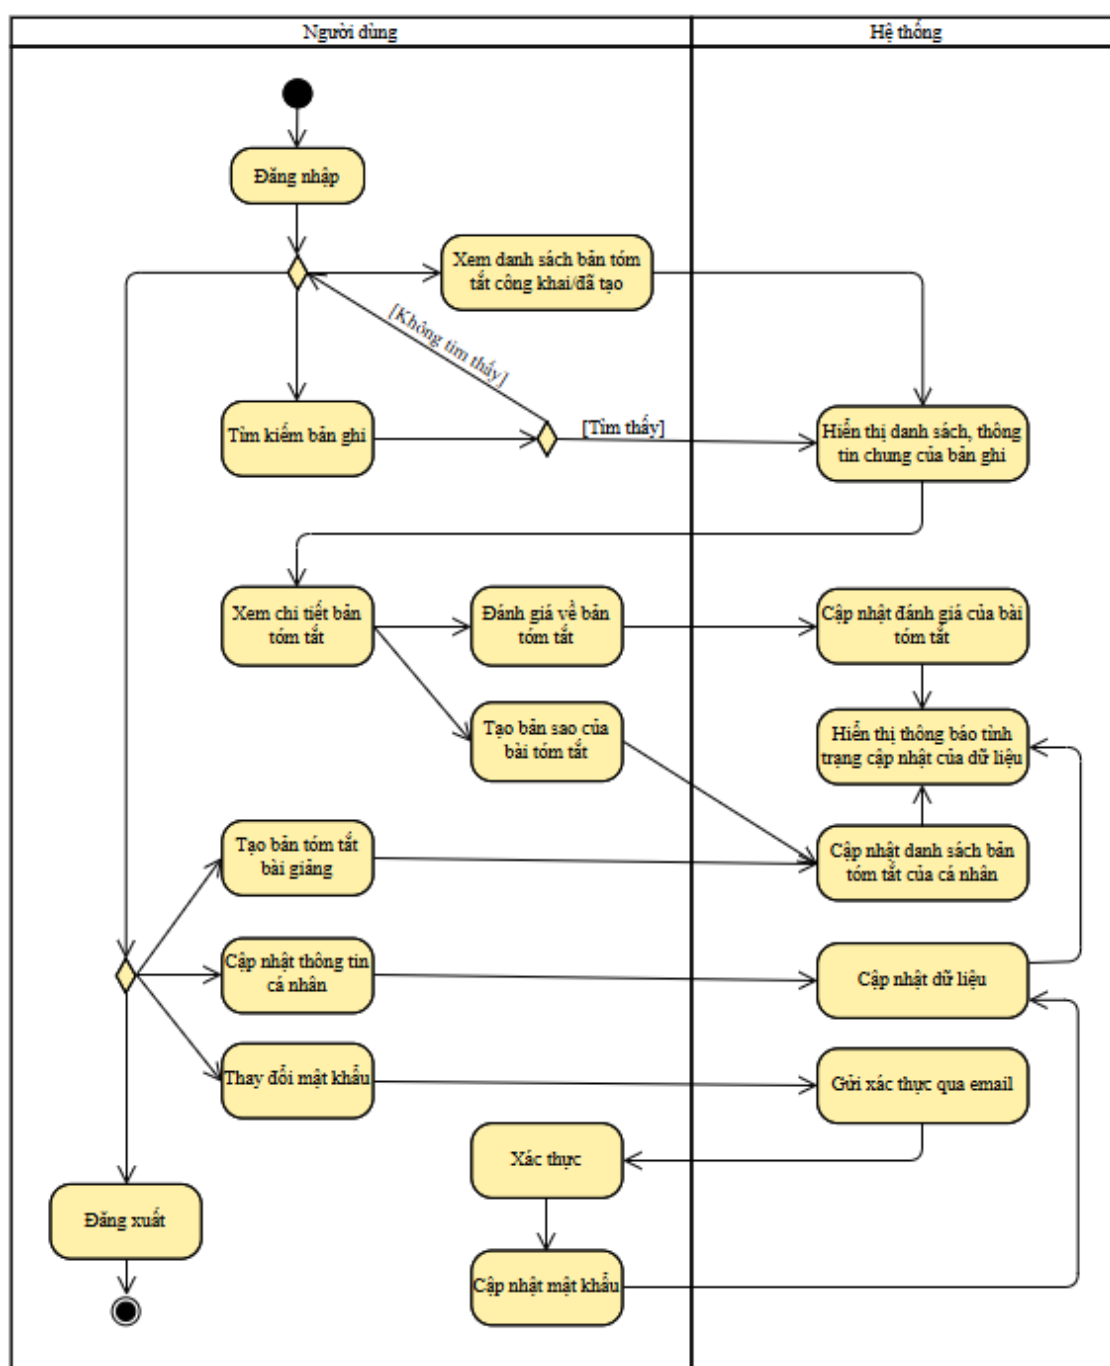 Người dùng
Hệ thống
Đăng nhập
Xem danh sách bản tóm
tắt công khai/đã tạo
[Không tìm thấy]
Tìm kiếm bản ghi
[Tìm thấy]
Hiển thị danh sách, thông
tin chung của bản ghi
Xem chi tiết bản
tóm tắt
Đánh giá về bản
tóm tắt
Cập nhật đánh giá của bài
tóm tắt
Tạo bản sao của
bài tóm tắt
Hiển thị thông báo tình
trạng cập nhật của dữ liệu
Tạo bản tóm tắt
bài giảng
Cập nhật danh sách bản
tóm tắt của cá nhân
Cập nhật thông tin
cá nhân
Cập nhật dữ liệu
Thay đổi mật khẩu
Gửi xác thực qua email
Xác thực
Đăng xuất
Cập nhật mật khẩu